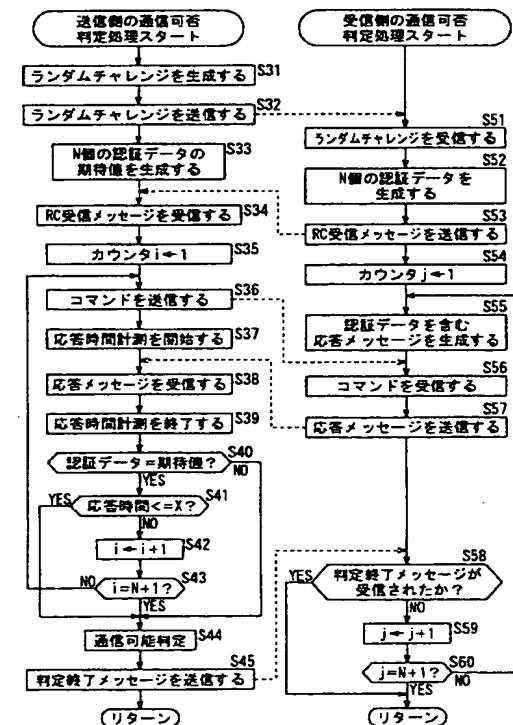 送信側の通信可否
判定処理スタート
ランダムチャレンジを生成する S31
ランダムチャレンジを送信する S32
N個の認証データの
期待値を生成する
S33
RC受信メッセージを受信する S34
カウンタi←1 S35
コマンドを送信する S36
応答時間計測を開始する S37
応答メッセージを受信する S38
応答時間計測を終了する S39
認証データ=期待値? S40
NO
YES
YES 応答時間<=X? S41
NO
i←i+1 S42
NO i=N+1? S43
YES
通信可能判定 S44
判定終了メッセージを送信する S45
リターン
受信側の通信可否
判定処理スタート
S51
ランダムチャレンジを受信する
S52
N個の認証データを
生成する
S53
RC受信メッセージを送信する
S54
カウンタj←1
S55
認証データを含む
応答メッセージを生成する
S56
コマンドを受信する
S57
応答メッセージを送信する
S58
YES 判定終了メッセージが
受信されたか?
NO
j←j+1 S59
j=N+1? S60
NO
YES
リターン